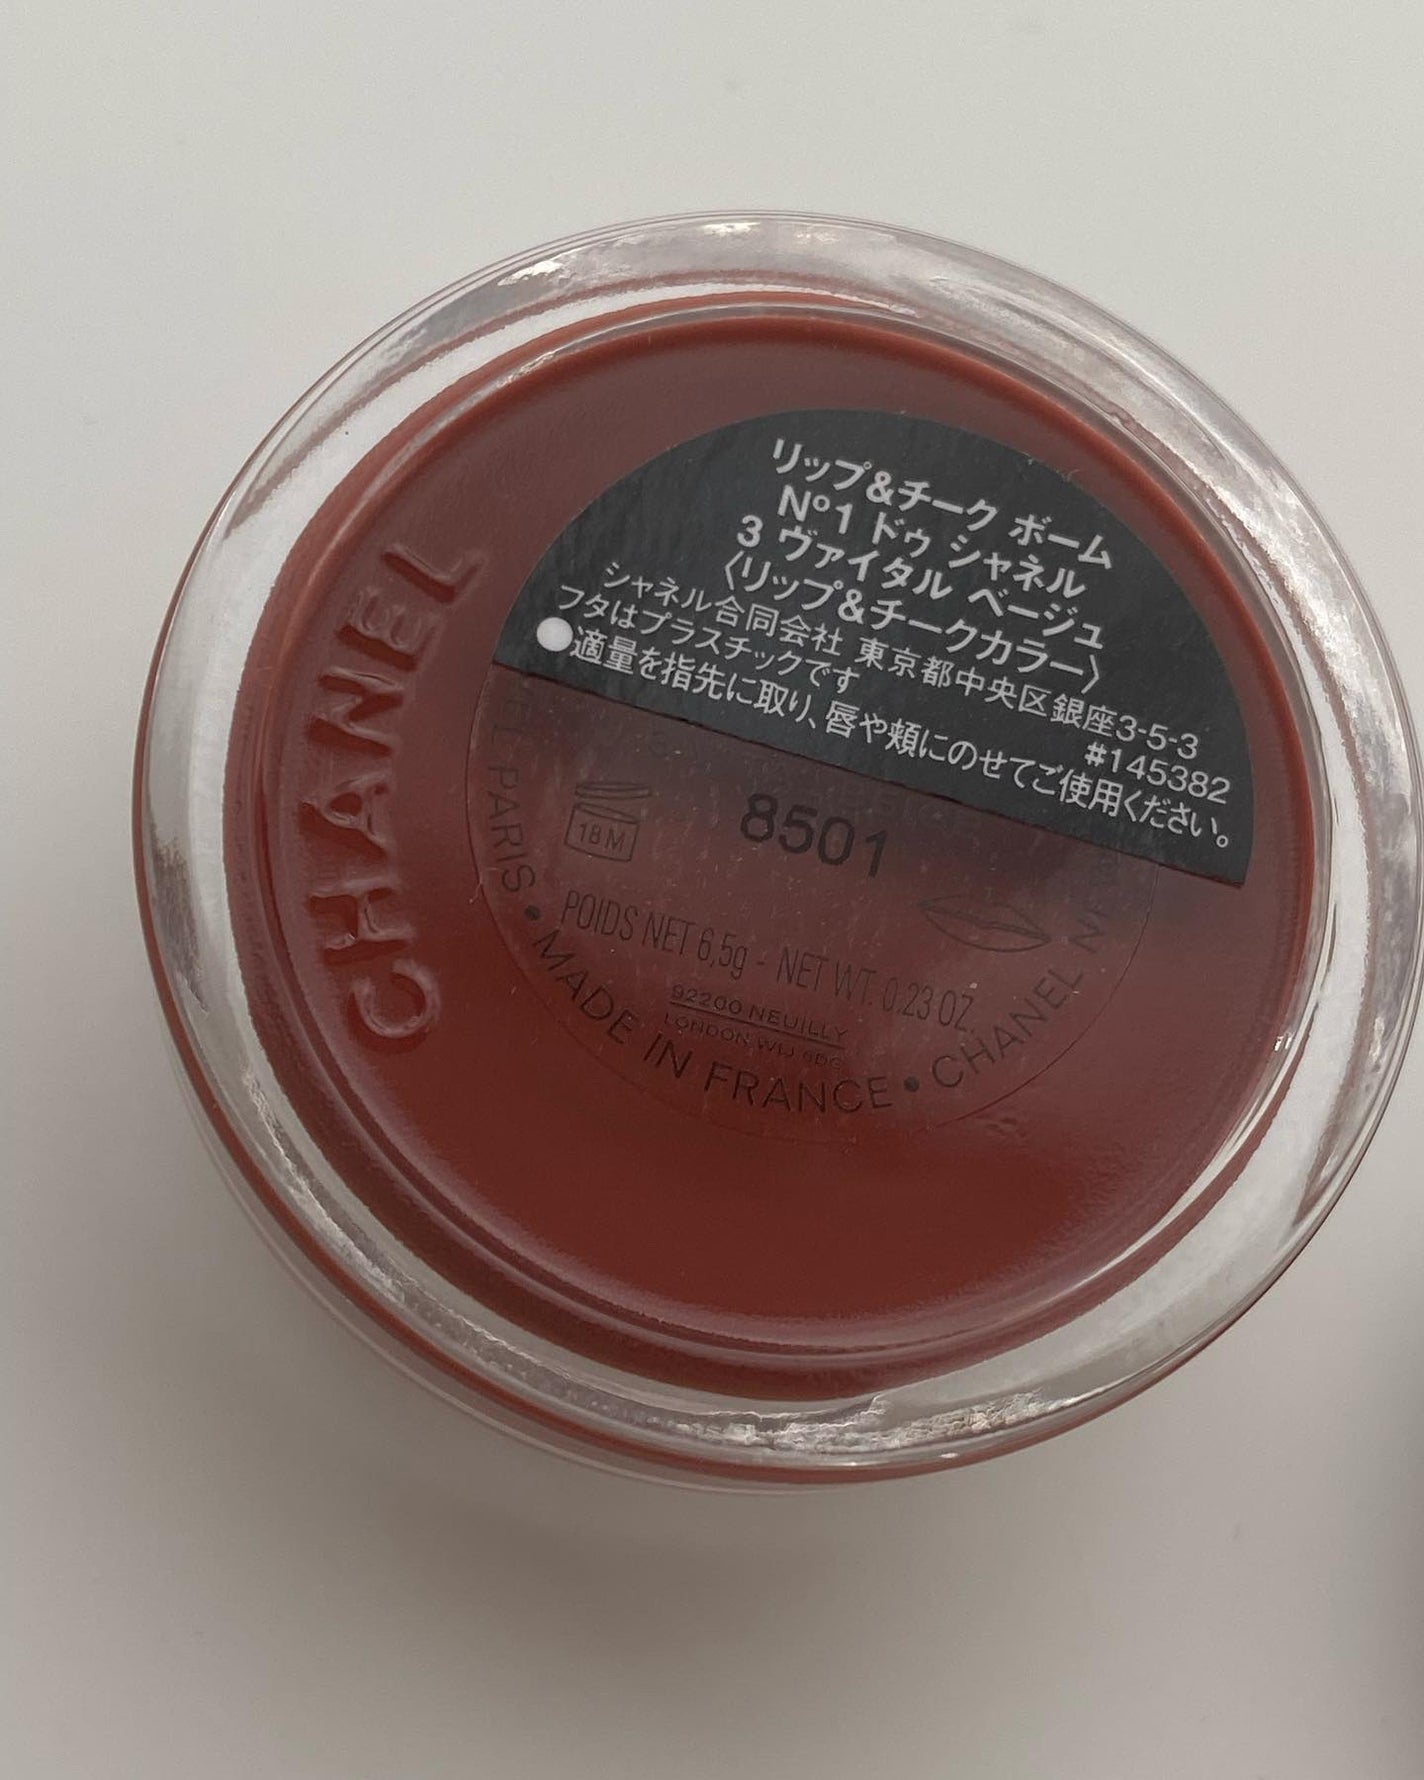 リップ&チーク ボーム
N°1 ドゥ シャネル
3 ヴァイタル ベージュ
〈リップ&チークカラー〉
シャネル合同会社 東京都中央区銀座3-5-3
フタはプラスチックです #145382
●適量を指先に取り、唇や頬にのせてご使用ください。
CHANEL
8501
18M
POIDS NET 6,5g - NET WT. 0.23 OZ.
92200 NEUILLY
LONDON W1J 6DG
PARIS • MADE IN FRANCE • CHANEL